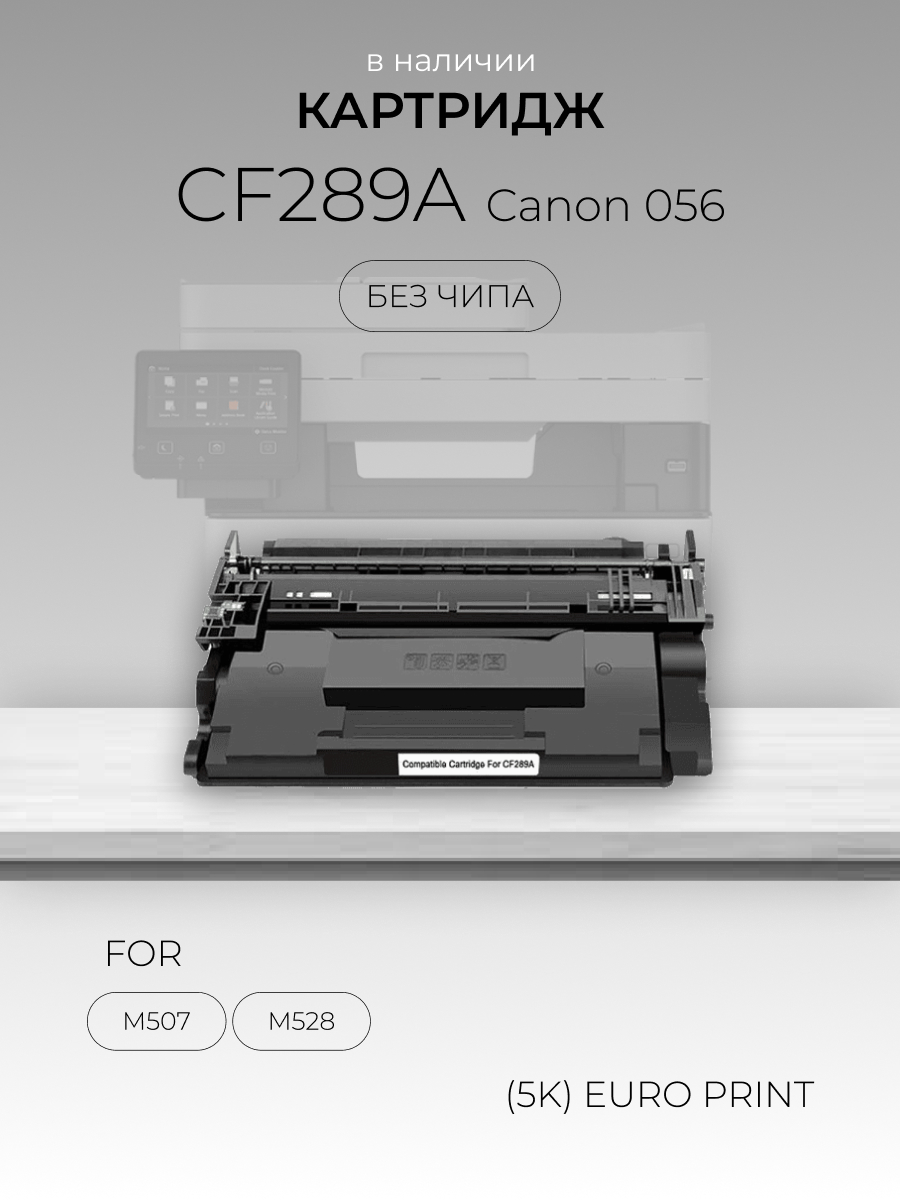 в наличии
КАРТРИДЖ
CF289A Canon 056
БЕЗ ЧИПА
Compatible Cartridge For CF289A
FOR
M507 M528
(5K) EURO PRINT